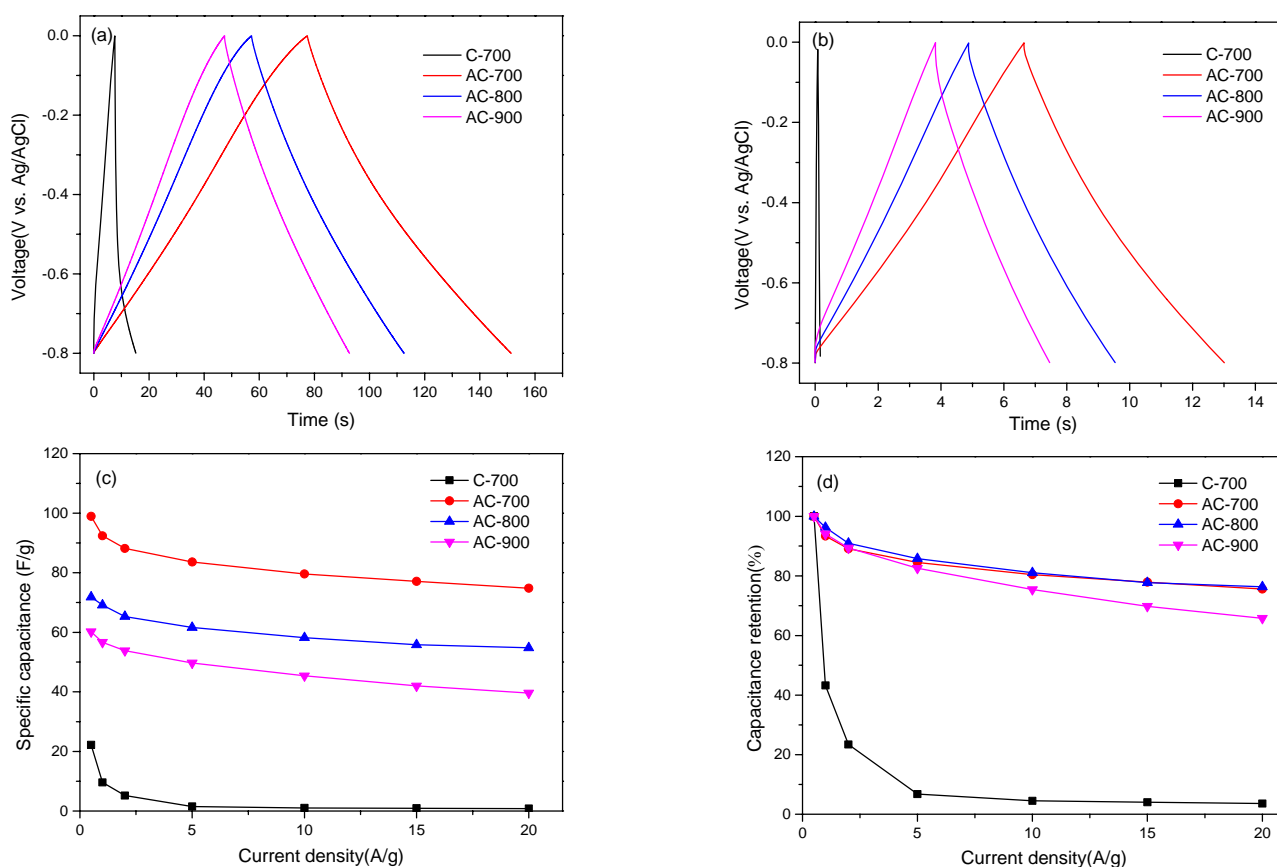 (a)
C-700
AC-700
AC-800
AC-900
0.0
-0.2
-0.4
-0.6
-0.8
Voltage(V vs. Ag/AgCl)
0 20 40 60 80 100 120 140 160
Time (s)
(b)
C-700
AC-700
AC-800
AC-900
0.0
-0.2
-0.4
-0.6
-0.8
Voltage(V vs. Ag/AgCl)
0 2 4 6 8 10 12 14
Time (s)
(c)
C-700
AC-700
AC-800
AC-900
120
100
80
60
40
20
0
Specific capacitance (F/g)
0 5 10 15 20
Current density(A/g)
(d)
C-700
AC-700
AC-800
AC-900
120
100
80
60
40
20
0
Capacitance retention(%)
0 5 10 15 20
Current density(A/g)